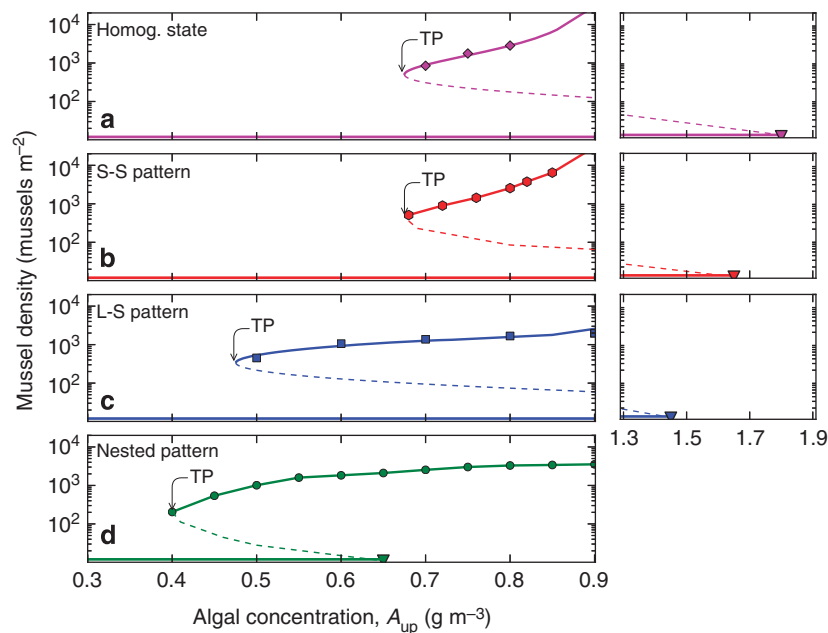 Mussel density (mussels m⁻²)
10⁴
10³
10²
Homog. state
TP
a
10⁴
10³
10²
S-S pattern
TP
b
10⁴
10³
10²
L-S pattern
TP
c
1.3 1.5 1.7 1.9
10⁴
10³
10²
Nested pattern
TP
d
0.3 0.4 0.5 0.6 0.7 0.8 0.9
Algal concentration, A_up (g m⁻³)